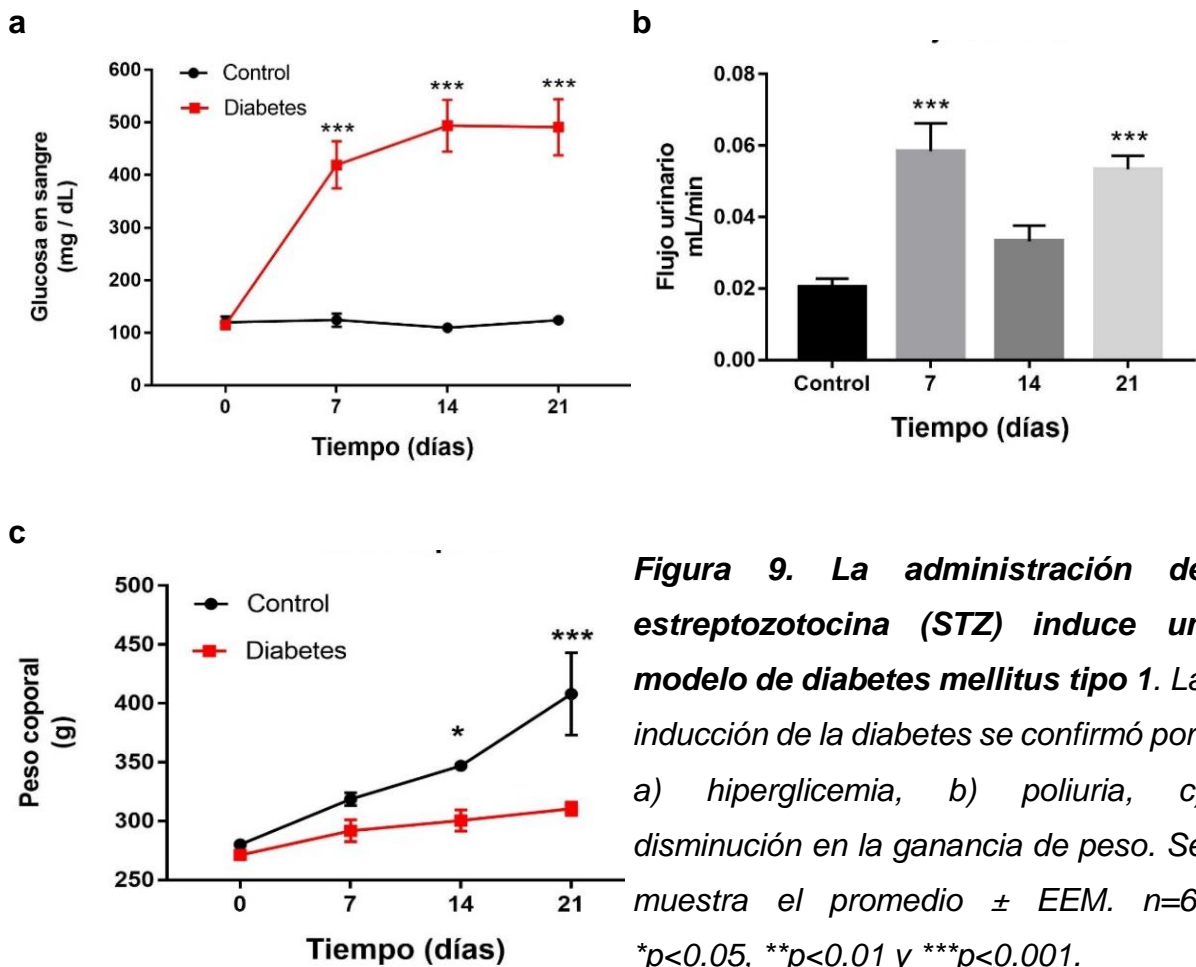 a
600
500
400
300
200
100
0
Control
Diabetes
***
***
***
Glucosa en sangre
(mg / dL)
0
7
14
21
Tiempo (días)
b
0.08
0.06
0.04
0.02
0.00
***
***
Flujo urinario
mL/min
Control
7
14
21
Tiempo (días)
c
500
450
400
350
300
250
Control
Diabetes
*
***
Peso coporal
(g)
0
7
14
21
Tiempo (días)
Figura 9. La administración de
estreptozotocina (STZ) induce un
modelo de diabetes mellitus tipo 1. La
inducción de la diabetes se confirmó por:
a) hiperglicemia, b) poliuria, c)
disminución en la ganancia de peso. Se
muestra el promedio ± EEM. n=6.
*p<0.05, **p<0.01 y ***p<0.001.